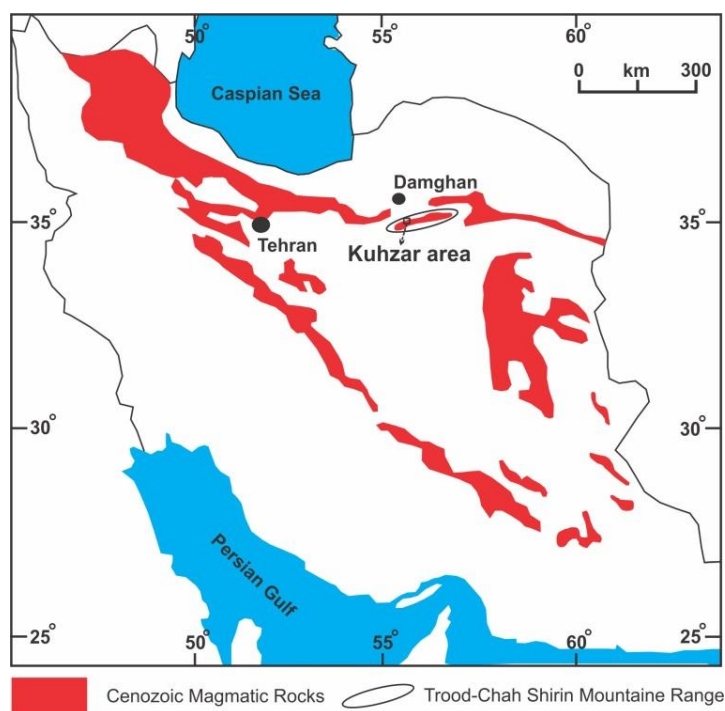 50° 55° 60°
0 km 300
Caspian Sea
Damghan
35° 35°
Tehran
Kuhzar area
30° 30°
Persian Gulf
25° 50° 55° 60° 25°
Cenozoic Magmatic Rocks Trood-Chah Shirin Mountaine Range